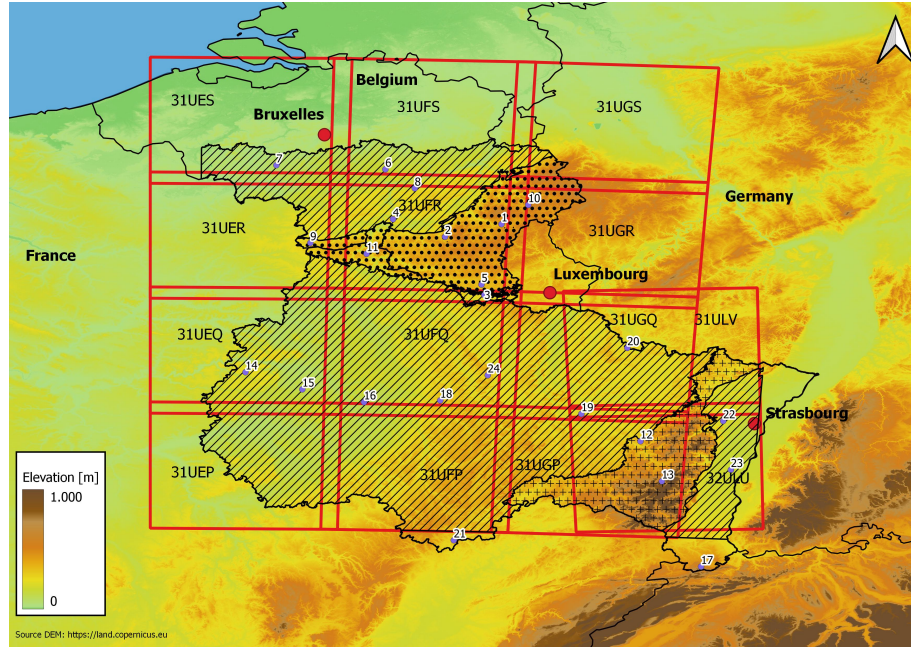 Belgium
31UES
31UFS
31UGS
Bruxelles
7
6
8
10
Germany
4
31UFR
1
31UER
2
31UGR
9
11
France
5
Luxembourg
3
31UGQ
31ULV
31UEQ
31UFQ
20
14
24
15
16
18
19
22
Strasbourg
12
31UEP
31UFP
31UGP
23
13
32ULU
Elevation [m]
1.000
0
21
17
Source DEM: https://land.copernicus.eu